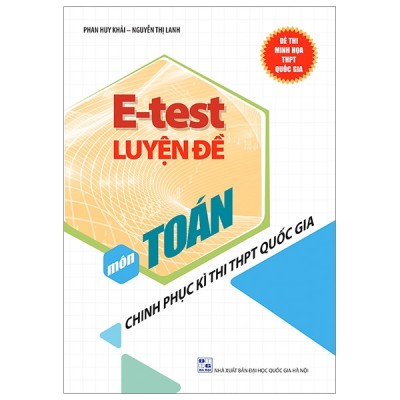 PHAN HUY KHẢI – NGUYỄN THỊ LANH
ĐỀ THI
MINH HỌA
THPT
QUỐC GIA
E-test
LUYỆN ĐỀ
môn TOÁN
CHINH PHỤC KÌ THI THPT QUỐC GIA
NHÀ XUẤT BẢN ĐẠI HỌC QUỐC GIA HÀ NỘI